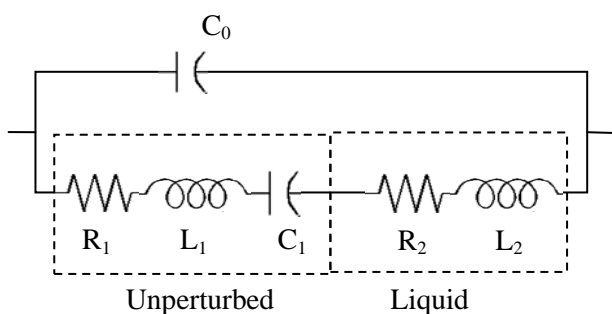 C₀
R₁ L₁ C₁ R₂ L₂
Unperturbed Liquid